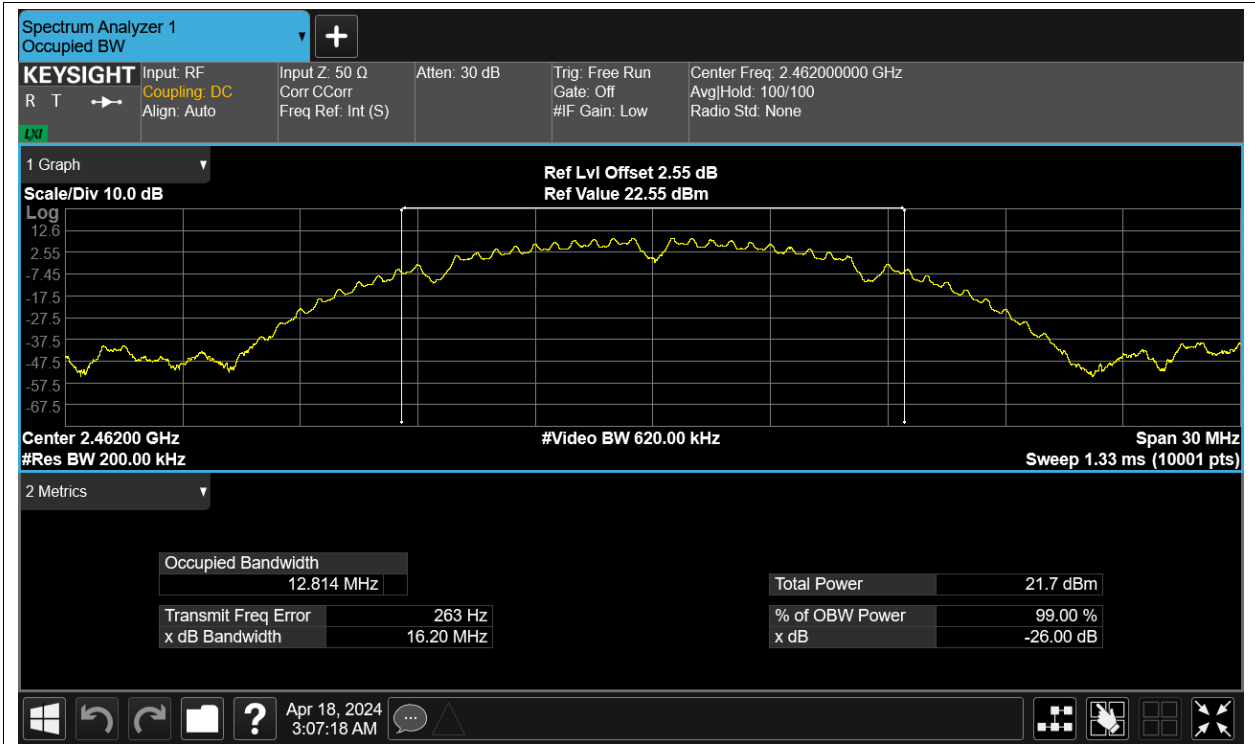 Spectrum Analyzer 1
Occupied BW
KEYSIGHT
R T
LXI
Input: RF
Coupling: DC
Align: Auto
Input Z: 50 Ω
Corr CCorr
Freq Ref: Int (S)
Atten: 30 dB
Trig: Free Run
Gate: Off
#IF Gain: Low
Center Freq: 2.462000000 GHz
Avg|Hold: 100/100
Radio Std: None
1 Graph
Scale/Div 10.0 dB
Ref Lvl Offset 2.55 dB
Ref Value 22.55 dBm
Log
12.6
2.55
-7.45
-17.5
-27.5
-37.5
-47.5
-57.5
-67.5
Center 2.46200 GHz
#Video BW 620.00 kHz
Span 30 MHz
#Res BW 200.00 kHz
Sweep 1.33 ms (10001 pts)
2 Metrics
Occupied Bandwidth
12.814 MHz
Transmit Freq Error 263 Hz
x dB Bandwidth 16.20 MHz
Total Power 21.7 dBm
% of OBW Power 99.00 %
x dB -26.00 dB
?
Apr 18, 2024
3:07:18 AM